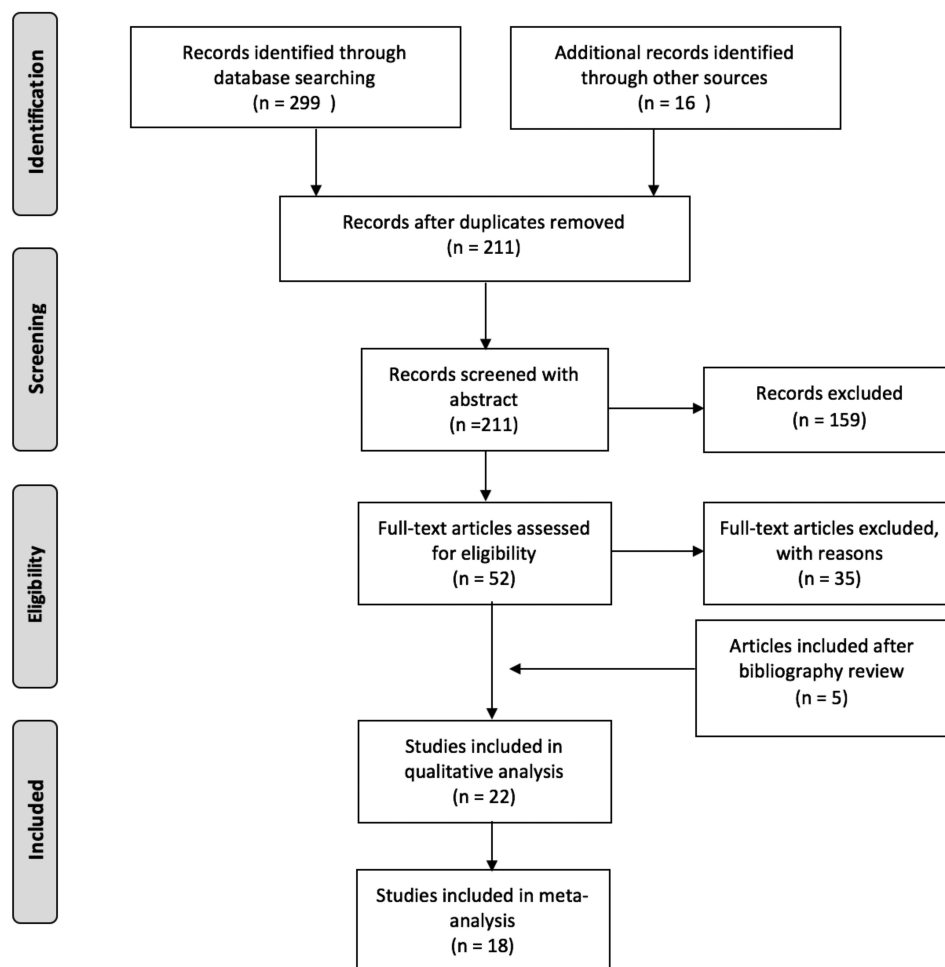 Identification
Records identified through
database searching
(n = 299  )
Additional records identified
through other sources
(n = 16  )
Records after duplicates removed
(n = 211)
Screening
Records screened with
abstract
(n =211)
Records excluded
(n = 159)
Eligibility
Full-text articles assessed
for eligibility
(n = 52)
Full-text articles excluded,
with reasons
(n = 35)
Articles included after
bibliography review
(n = 5)
Included
Studies included in
qualitative analysis
(n = 22)
Studies included in meta-
analysis
(n = 18)